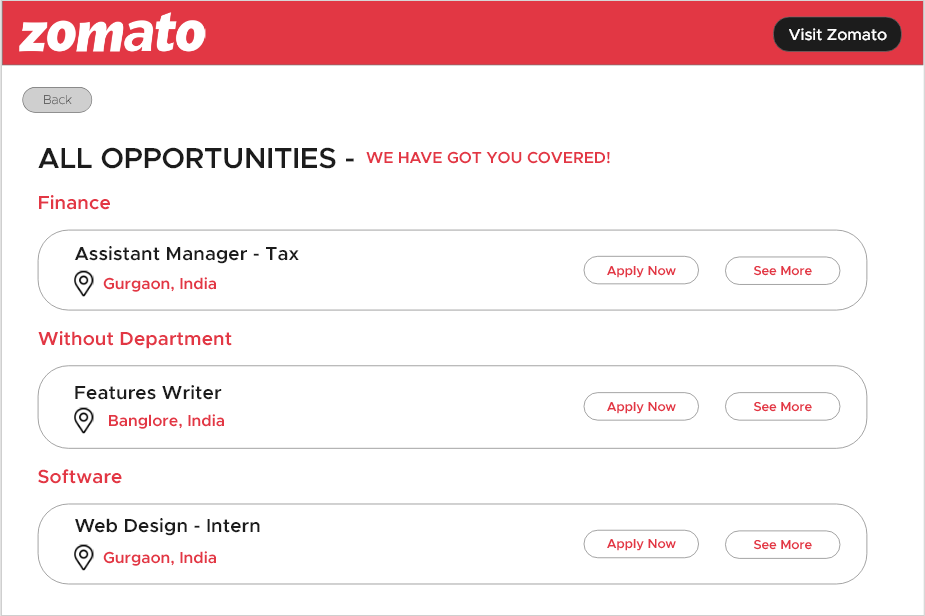 zomato
Visit Zomato
Back
ALL OPPORTUNITIES - WE HAVE GOT YOU COVERED!
Finance
Assistant Manager - Tax
Gurgaon, India
Apply Now
See More
Without Department
Features Writer
Banglore, India
Apply Now
See More
Software
Web Design - Intern
Gurgaon, India
Apply Now
See More